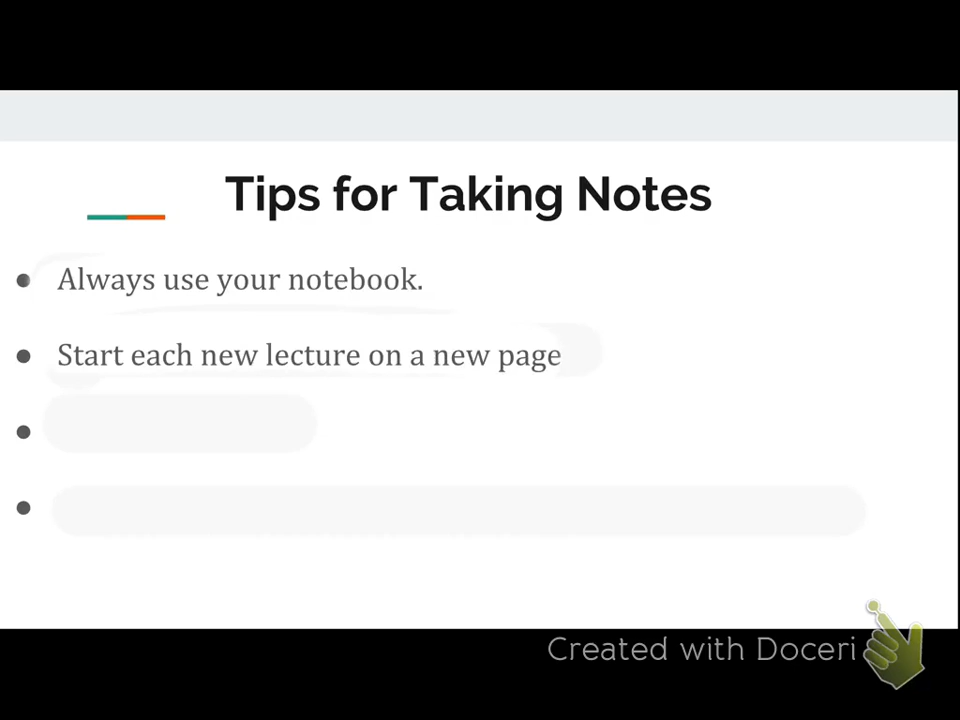 Tips for Taking Notes
● Always use your notebook.
● Start each new lecture on a new page
●
●
Created with Doceri